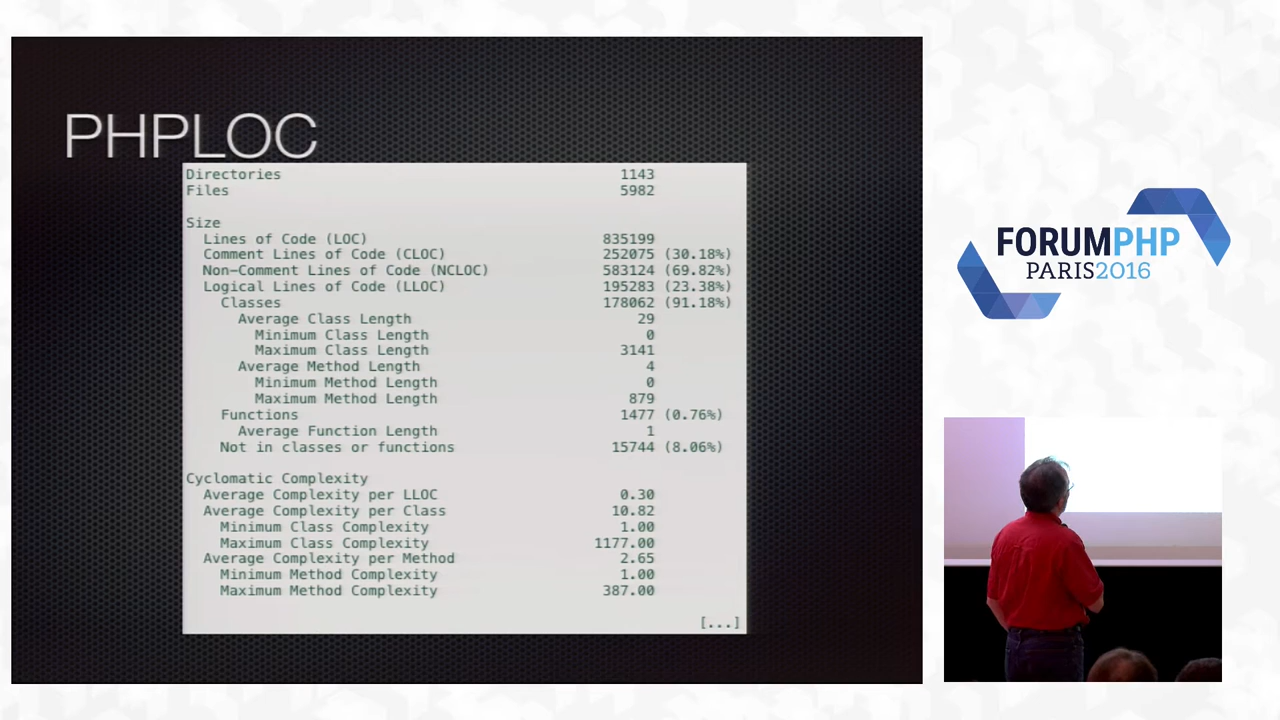 PHPLOC
Directories 1143
Files 5982
Size
Lines of Code (LOC) 835199
Comment Lines of Code (CLOC) 252075 (30.18%)
Non-Comment Lines of Code (NCLOC) 583124 (69.82%)
Logical Lines of Code (LLOC) 195283 (23.38%)
Classes 178062 (91.18%)
Average Class Length 29
Minimum Class Length 0
Maximum Class Length 3141
Average Method Length 4
Minimum Method Length 0
Maximum Method Length 879
Functions 1477 (0.76%)
Average Function Length 1
Not in classes or functions 15744 (8.06%)
Cyclomatic Complexity
Average Complexity per LLOC 0.30
Average Complexity per Class 10.82
Minimum Class Complexity 1.00
Maximum Class Complexity 1177.00
Average Complexity per Method 2.65
Minimum Method Complexity 1.00
Maximum Method Complexity 387.00
[...]
FORUMPHP
PARIS2016